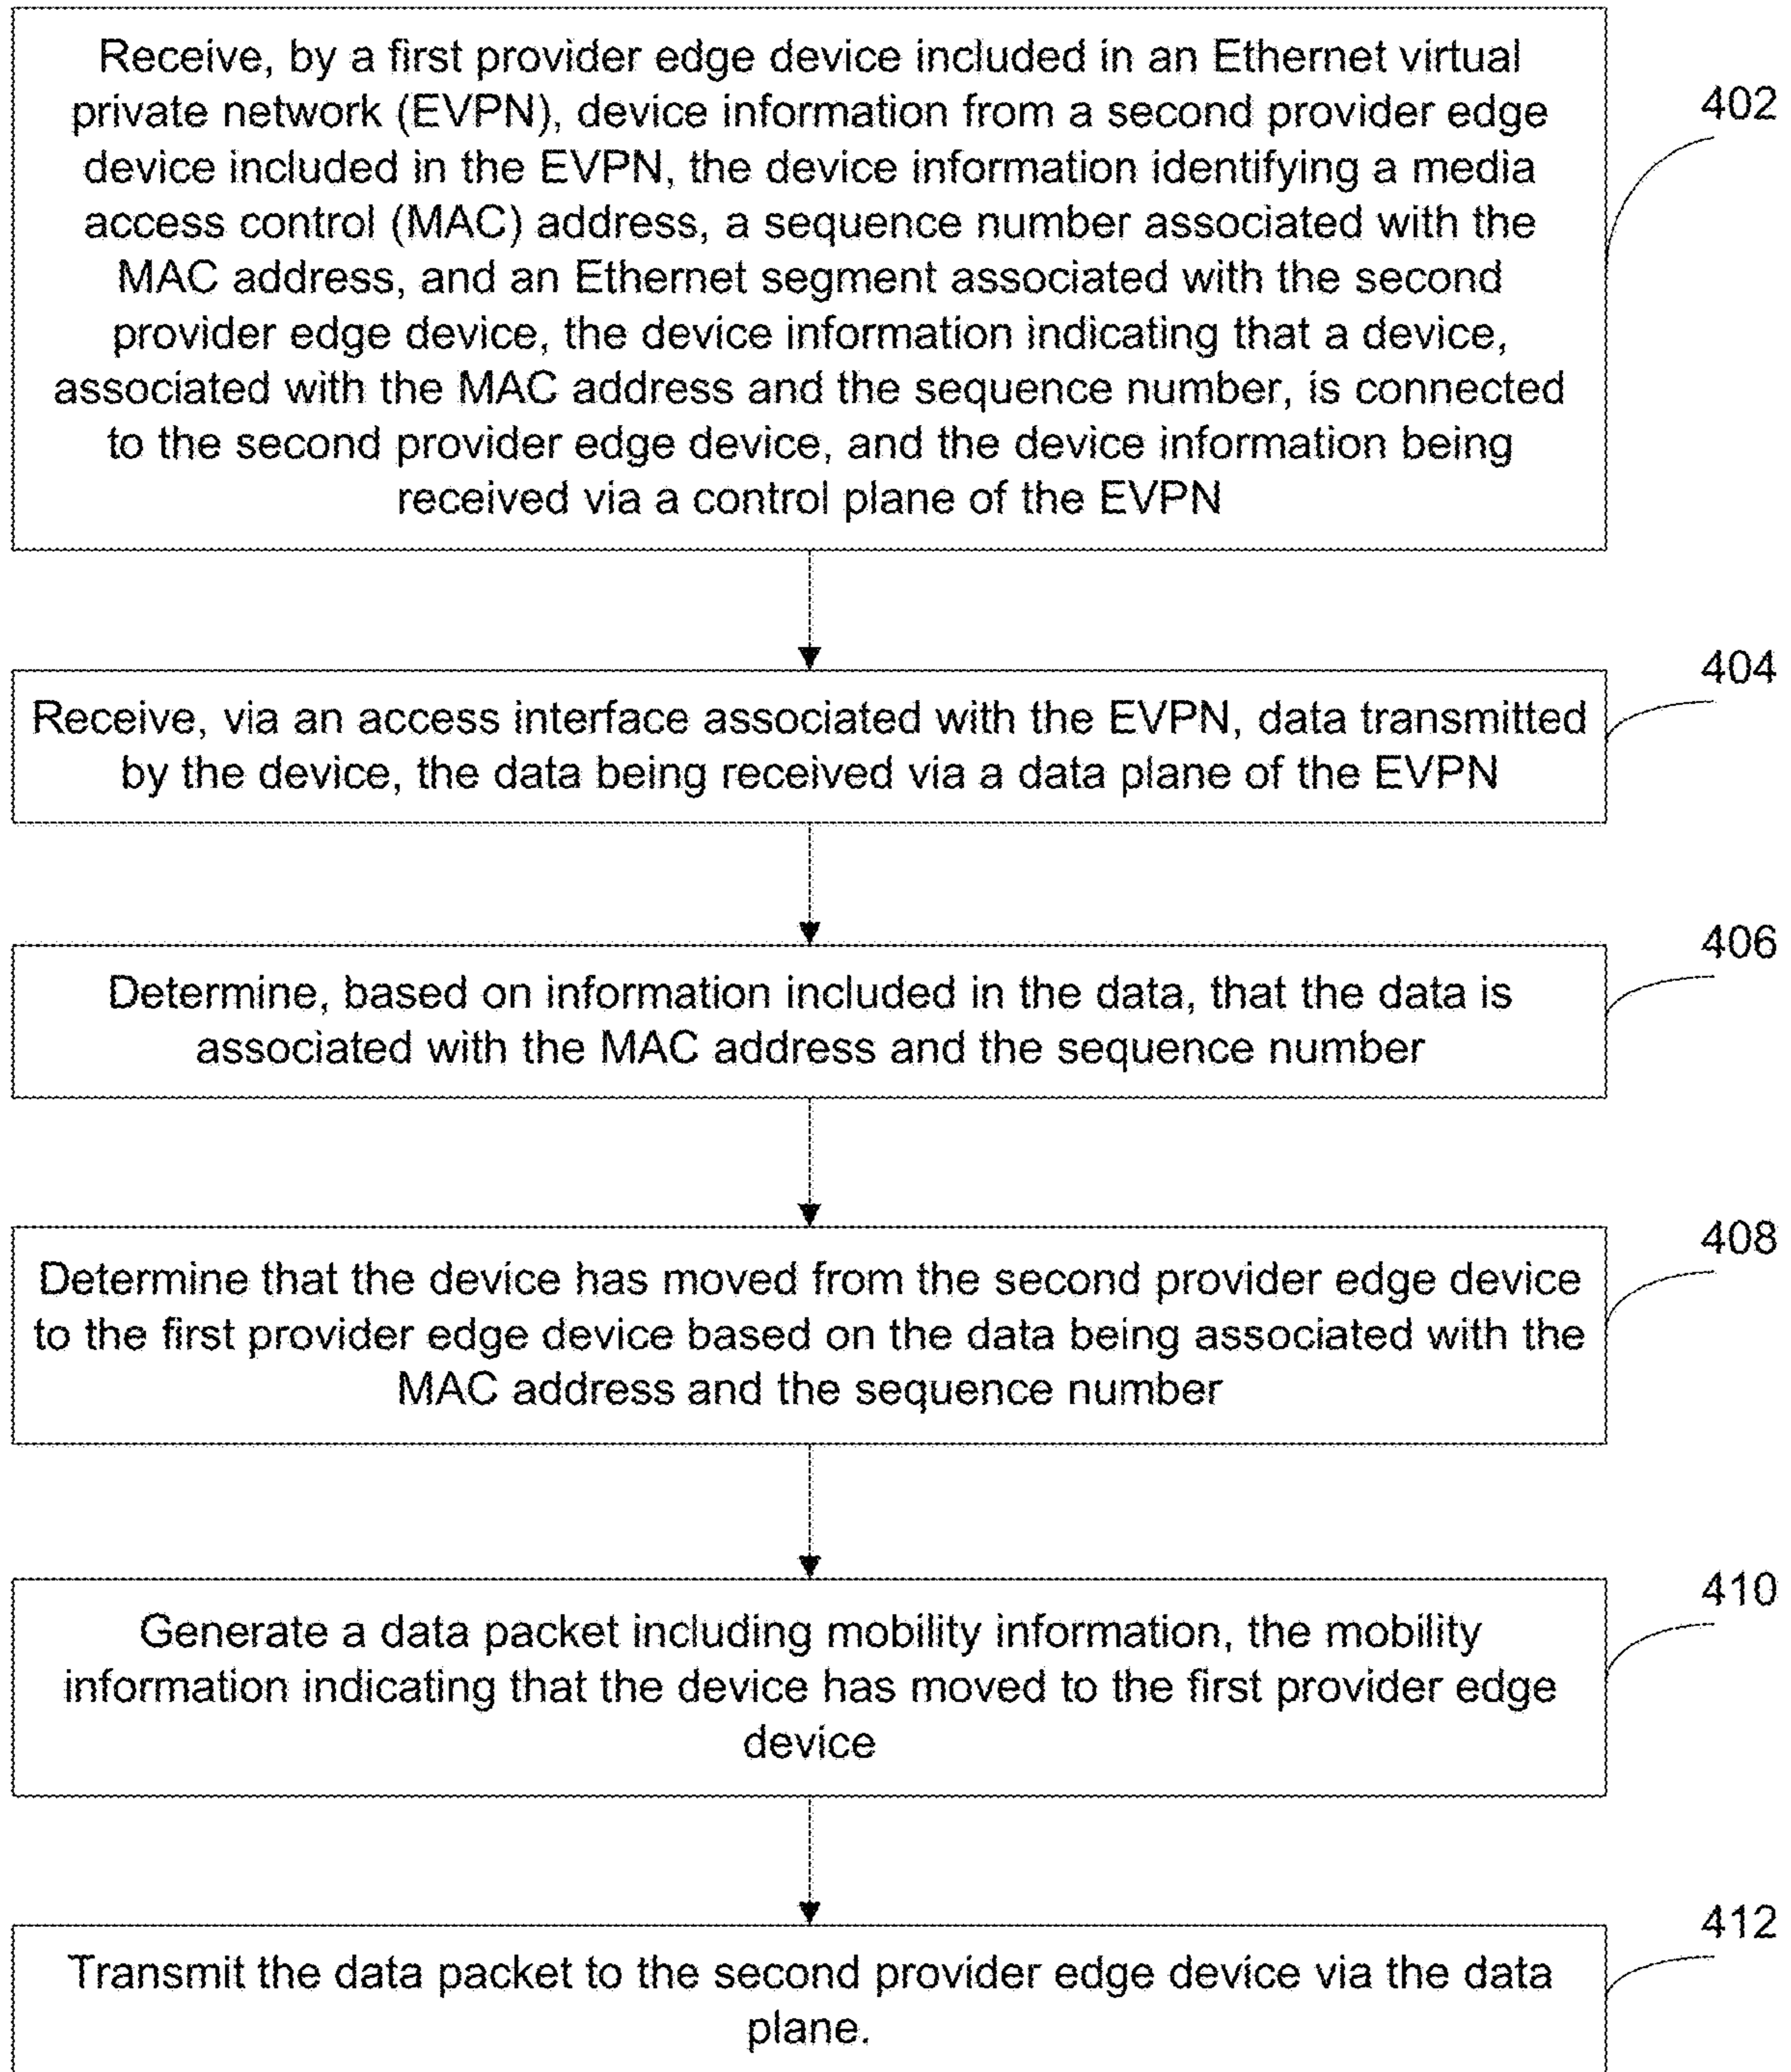 Receive, by a first provider edge device included in an Ethernet virtual
private network (EVPN), device information from a second provider edge
device included in the EVPN, the device information identifying a media
access control (MAC) address, a sequence number associated with the
MAC address, and an Ethernet segment associated with the second
provider edge device, the device information indicating that a device,
associated with the MAC address and the sequence number, is connected
to the second provider edge device, and the device information being
received via a control plane of the EVPN
402
Receive, via an access interface associated with the EVPN, data transmitted
by the device, the data being received via a data plane of the EVPN
404
Determine, based on information included in the data, that the data is
associated with the MAC address and the sequence number
406
Determine that the device has moved from the second provider edge device
to the first provider edge device based on the data being associated with the
MAC address and the sequence number
408
Generate a data packet including mobility information, the mobility
information indicating that the device has moved to the first provider edge
device
410
Transmit the data packet to the second provider edge device via the data
plane.
412